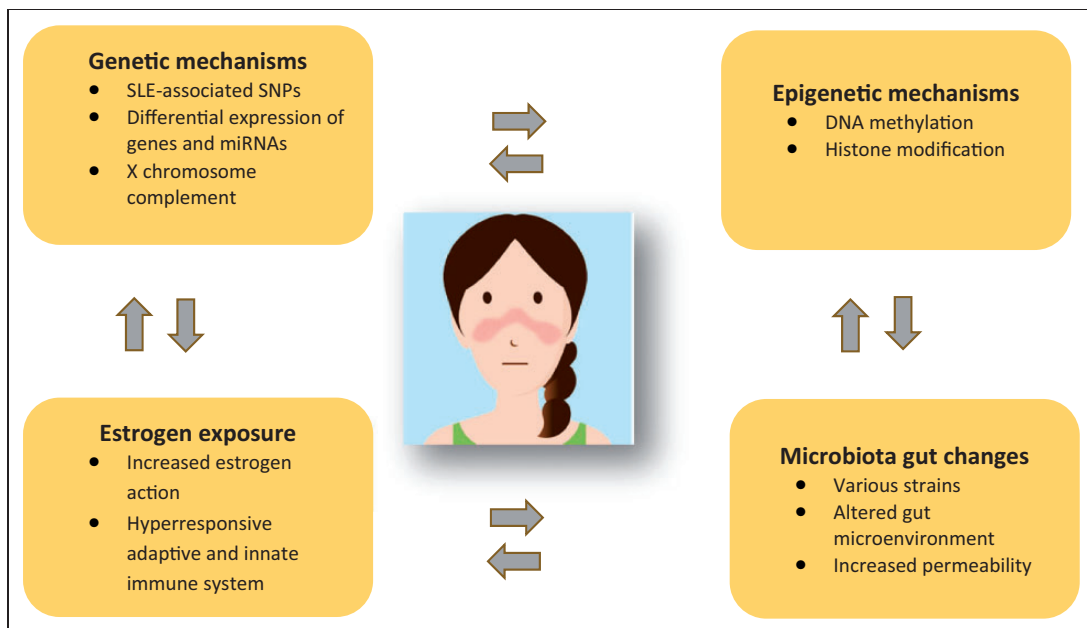 Genetic mechanisms
• SLE-associated SNPs
• Differential expression of
genes and miRNAs
• X chromosome
complement
Epigenetic mechanisms
• DNA methylation
• Histone modification
Estrogen exposure
• Increased estrogen
action
• Hyperresponsive
adaptive and innate
immune system
Microbiota gut changes
• Various strains
• Altered gut
microenvironment
• Increased permeability